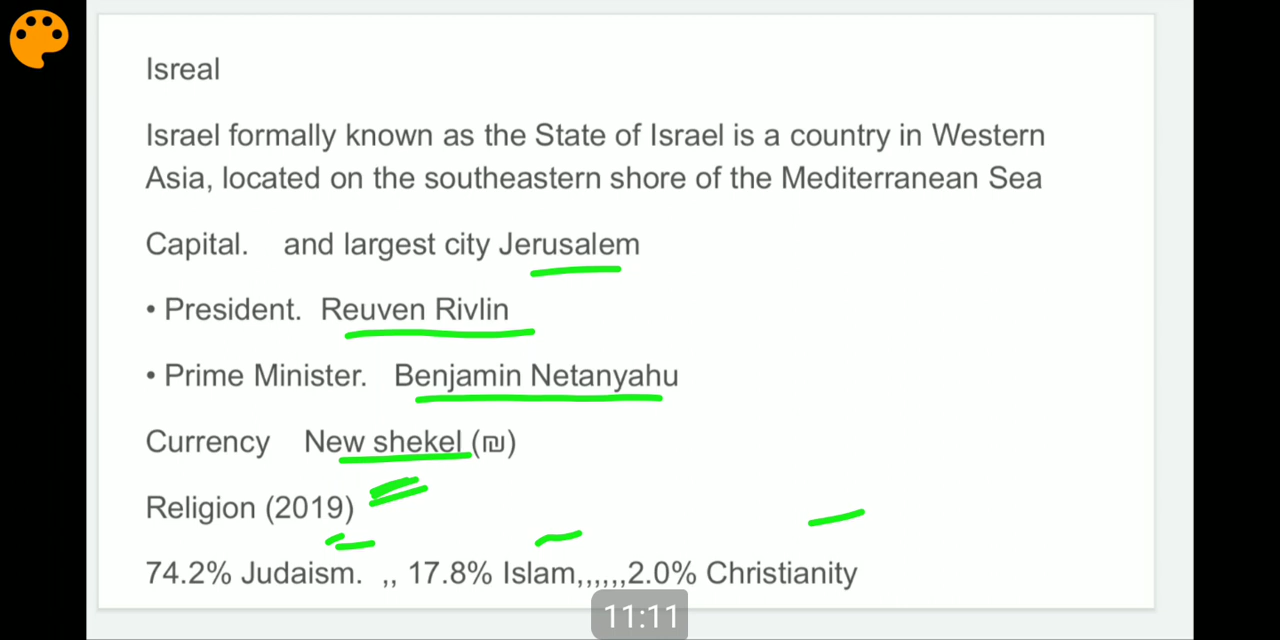 Isreal
Israel formally known as the State of Israel is a country in Western
Asia, located on the southeastern shore of the Mediterranean Sea
Capital. and largest city Jerusalem
• President. Reuven Rivlin
• Prime Minister. Benjamin Netanyahu
Currency New shekel (₪)
Religion (2019)
74.2% Judaism. ,, 17.8% Islam,,,,,,2.0% Christianity
11:11